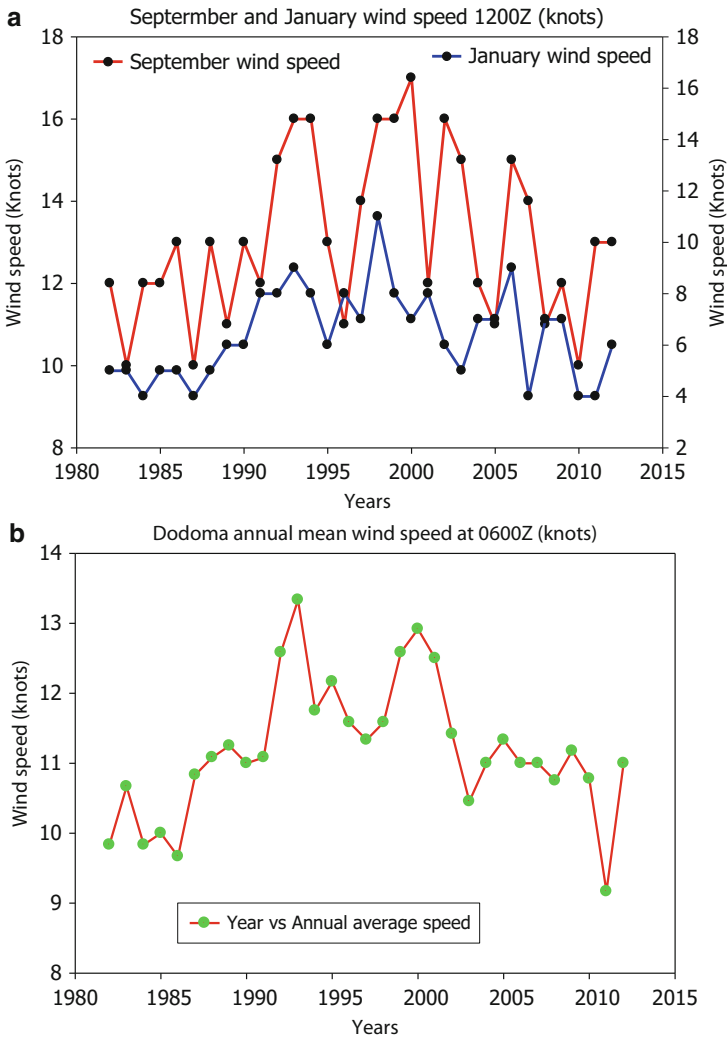 a
Septermber and January wind speed 1200Z (knots)
September wind speed
January wind speed
18
16
14
12
10
8
18
16
14
12
10
8
6
4
2
Wind speed (Knots)
Wind speed (Knots)
1980 1985 1990 1995 2000 2005 2010 2015
Years
b
Dodoma annual mean wind speed at 0600Z (knots)
14
13
12
11
10
9
8
Wind speed (knots)
Year vs Annual average speed
1980 1985 1990 1995 2000 2005 2010 2015
Years